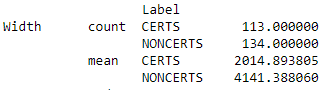 Label
Width count CERTS 113.000000
NONCERTS 134.000000
mean CERTS 2014.893805
NONCERTS 4141.388060